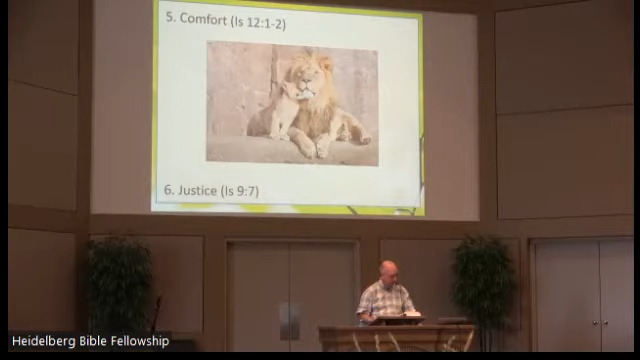 5. Comfort (Is 12:1-2)
6. Justice (Is 9:7)
Heidelberg Bible Fellowship